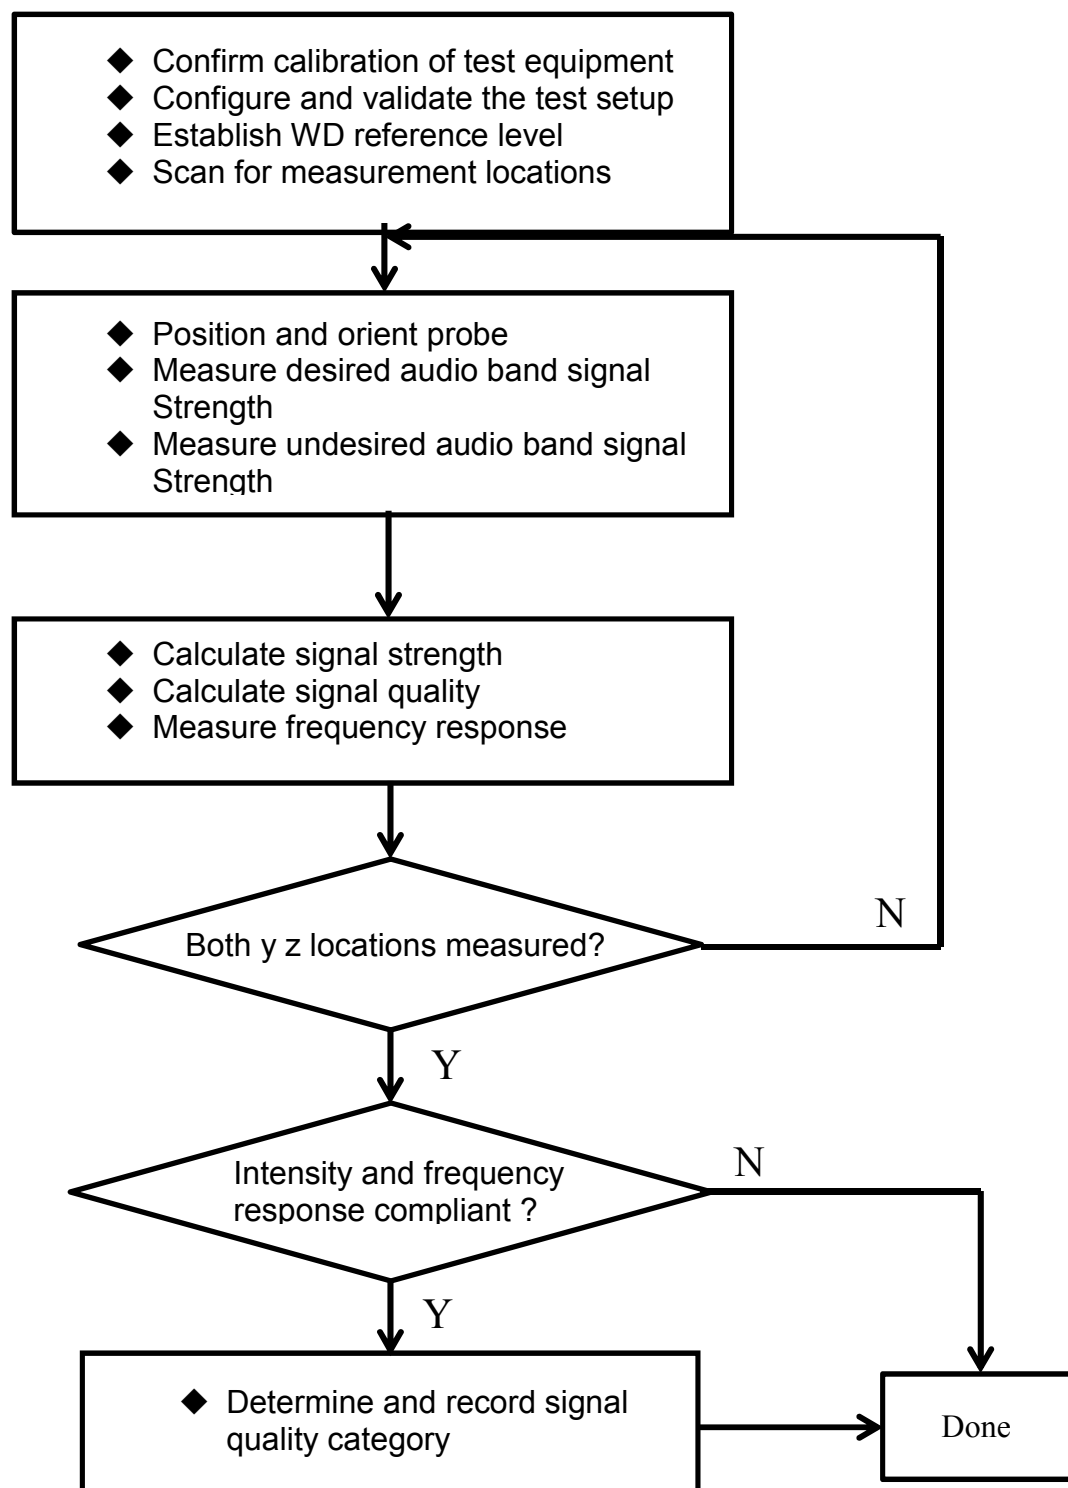 ◆ Confirm calibration of test equipment
◆ Configure and validate the test setup
◆ Establish WD reference level
◆ Scan for measurement locations
◆ Position and orient probe
◆ Measure desired audio band signal
Strength
◆ Measure undesired audio band signal
Strength
◆ Calculate signal strength
◆ Calculate signal quality
◆ Measure frequency response
Both y z locations measured?
N
Y
Intensity and frequency
response compliant ?
N
Y
◆ Determine and record signal
quality category
Done